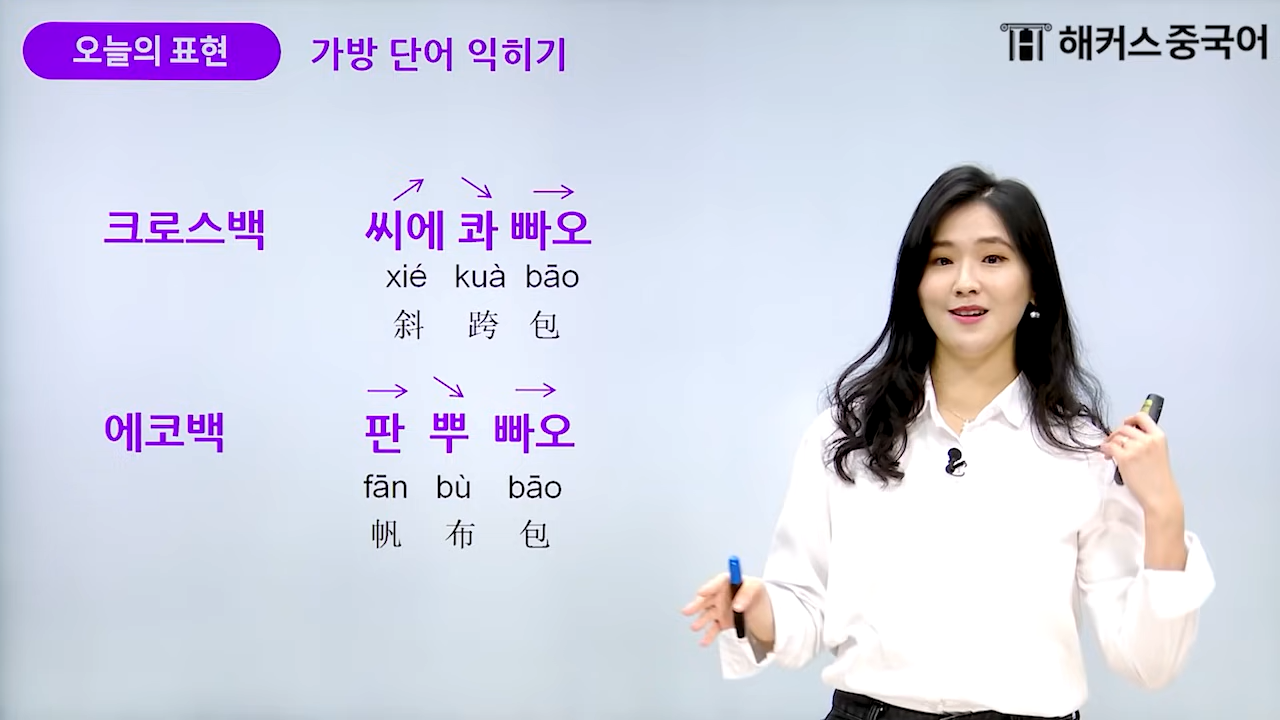 오늘의 표현 가방 단어 익히기
해커스중국어
크로스백 씨에 콰 빠오
xié kuà bāo
斜 跨 包
에코백 판 뿌 빠오
fān bù bāo
帆 布 包